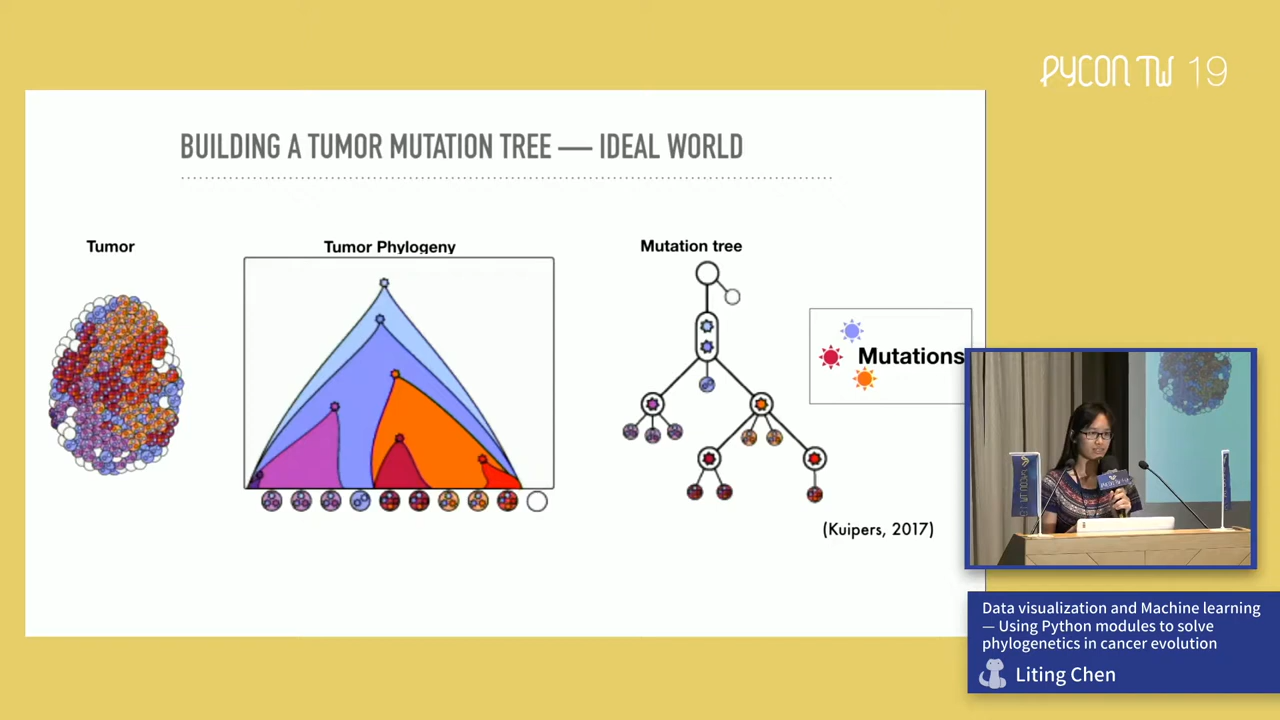 PYCON TW 19
BUILDING A TUMOR MUTATION TREE — IDEAL WORLD
Tumor
Tumor Phylogeny
Mutation tree
Mutations
(Kuipers, 2017)
Data visualization and Machine learning
— Using Python modules to solve
phylogenetics in cancer evolution
Liting Chen